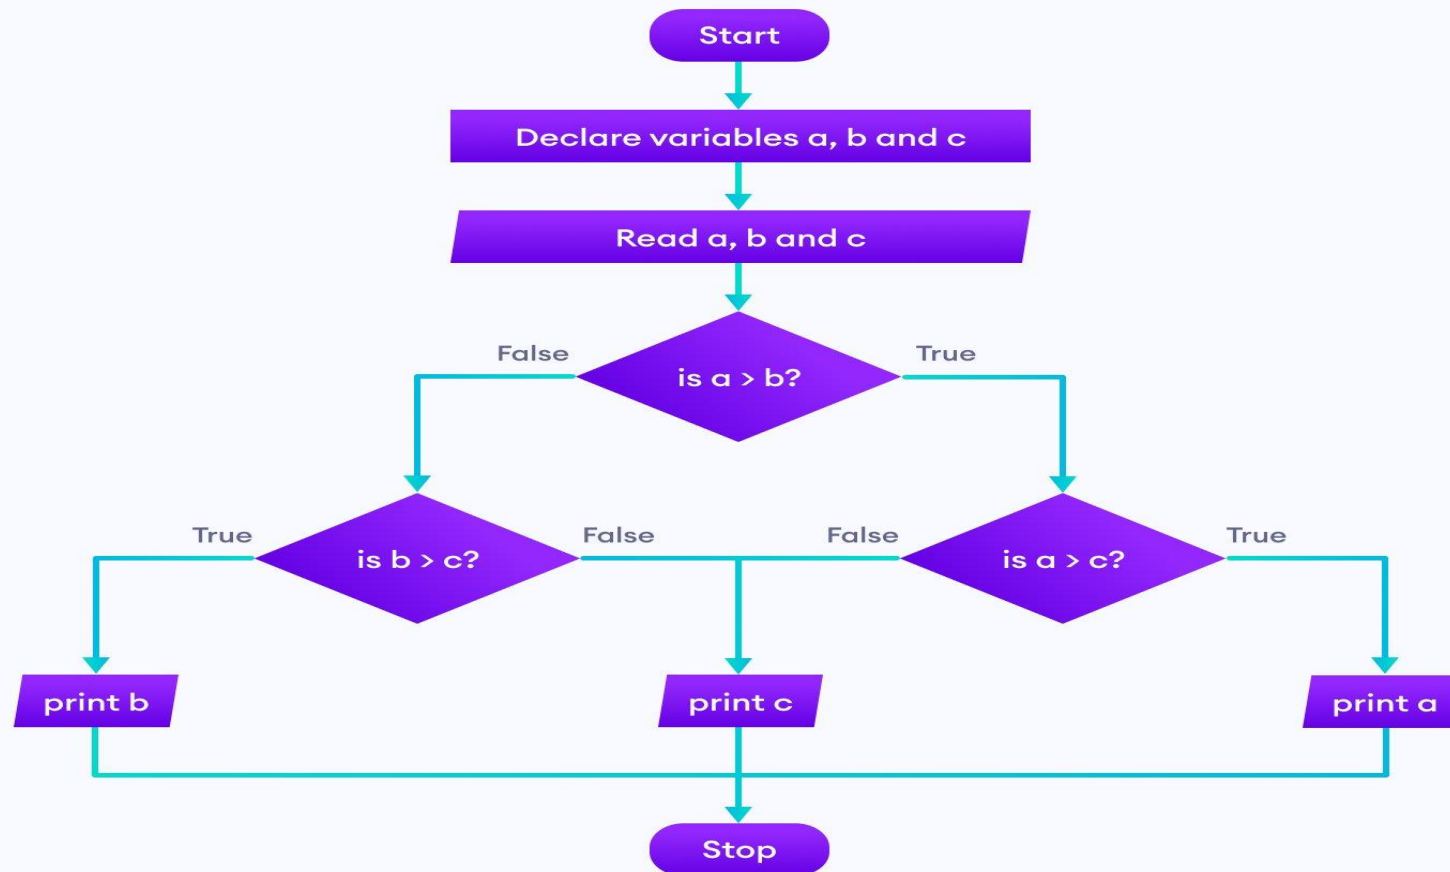 Start
Declare variables a, b and c
Read a, b and c
False
True
is a > b?
True
False
False
True
is b > c?
is a > c?
print b
print c
print a
Stop